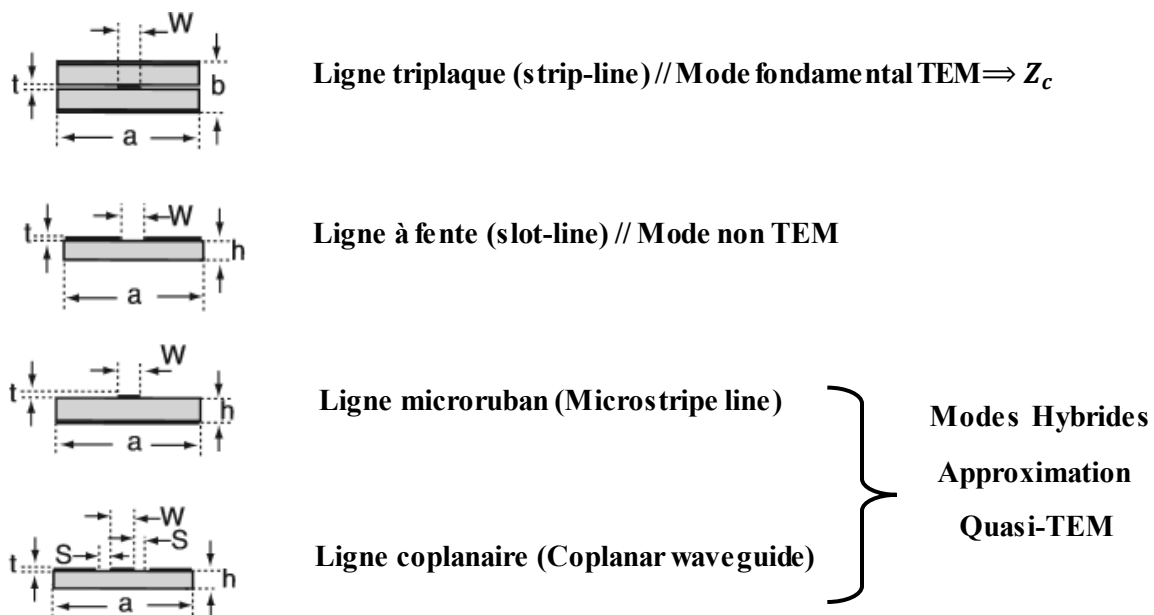 W
t
b
a
Ligne triplaque (strip-line) // Mode fondamental TEM⟹ Z_c
W
t
h
a
Ligne à fente (slot-line) // Mode non TEM
W
t
h
a
Ligne microruban (Microstripe line)
W
S
S
t
h
a
Ligne coplanaire (Coplanar waveguide)
Modes Hybrides
Approximation
Quasi-TEM